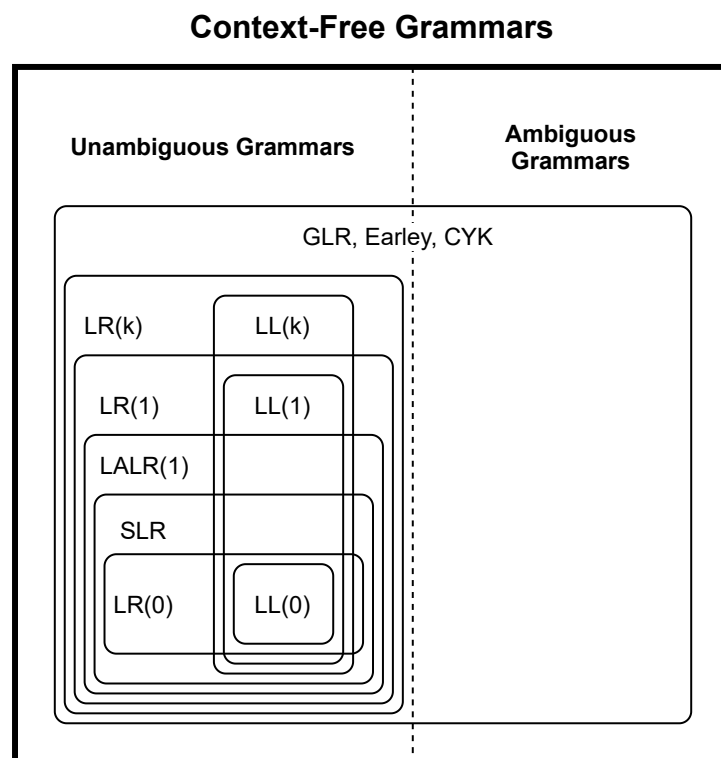 Context-Free Grammars
Unambiguous Grammars
Ambiguous
Grammars
GLR, Earley, CYK
LR(k)
LL(k)
LR(1)
LL(1)
LALR(1)
SLR
LR(0)
LL(0)